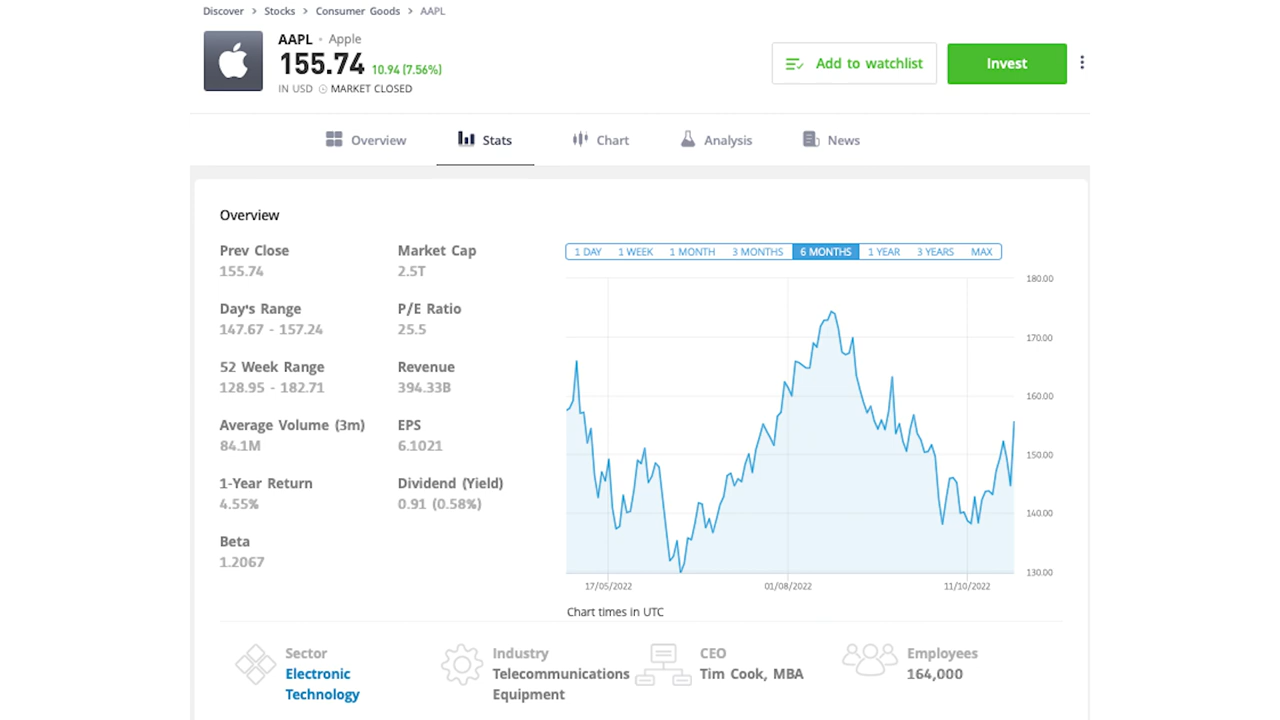 Discover > Stocks > Consumer Goods > AAPL
AAPL • Apple
155.74 10.94 (7.56%)
IN USD MARKET CLOSED
Add to watchlist
Invest
Overview
Stats
Chart
Analysis
News
Overview
Prev Close
155.74
Market Cap
2.5T
Day's Range
147.67 - 157.24
P/E Ratio
25.5
52 Week Range
128.95 - 182.71
Revenue
394.33B
Average Volume (3m)
84.1M
EPS
6.1021
1-Year Return
4.55%
Dividend (Yield)
0.91 (0.58%)
Beta
1.2067
1 DAY 1 WEEK 1 MONTH 3 MONTHS 6 MONTHS 1 YEAR 3 YEARS MAX
180.00
170.00
160.00
150.00
140.00
130.00
17/05/2022 01/08/2022 11/10/2022
Chart times in UTC
Sector
Electronic
Technology
Industry
Telecommunications
Equipment
CEO
Tim Cook, MBA
Employees
164,000